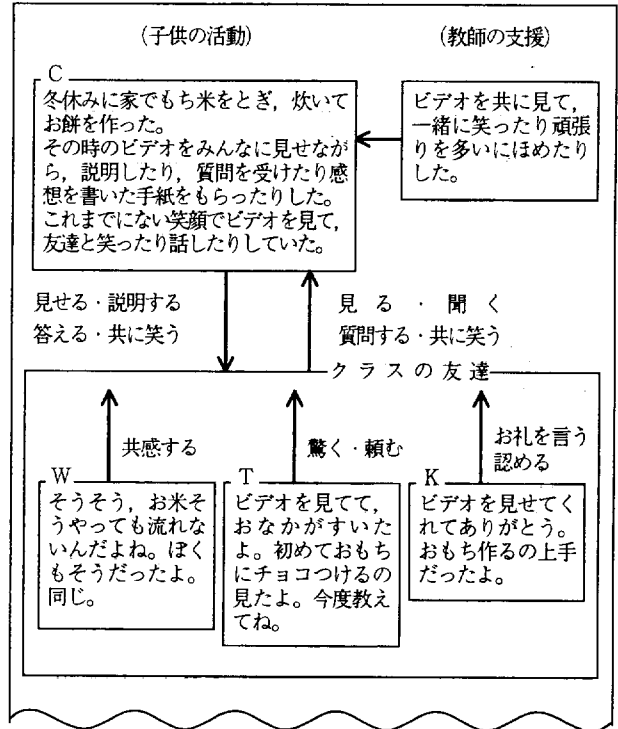 (子供の活動)
(教師の支援)
C
冬休みに家でもち米をとぎ，炊いて
お餅を作った。
その時のビデオをみんなに見せなが
ら，説明したり，質問を受けたり感
想を書いた手紙をもらったりした。
これまでにない笑顔でビデオを見て，
友達と笑ったり話したりしていた。
ビデオを共に見て，
一緒に笑ったり頑張
りを多いにほめたり
した。
見せる・説明する
答える・共に笑う
見る・聞く
質問する・共に笑う
クラスの友達
共感する
驚く・頼む
お礼を言う
認める
W
そうそう，お米そ
うやっても流れな
いんだよね。ぼく
もそうだったよ。
同じ。
T
ビデオを見てて，
おなかがすいた
よ。初めておもち
にチョコつけるの
見たよ。今度教え
てね。
K
ビデオを見せてく
れてありがとう。
おもち作るの上手
だったよ。